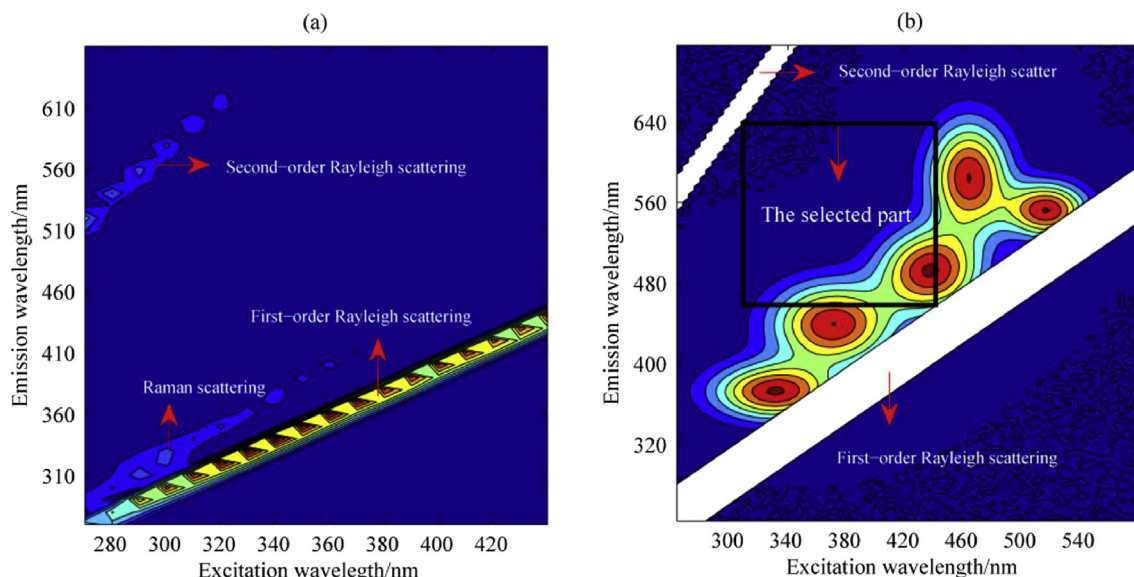 (a)
610
560
510
460
410
360
310
Emission wavelength/nm
Second−order Rayleigh scattering
First−order Rayleigh scattering
Raman scattering
280 300 320 340 360 380 400 420
Excitation wavelegth/nm
(b)
640
560
480
400
320
Emission wavelength/nm
Second−order Rayleigh scatter
The selected part
First−order Rayleigh scattering
300 340 380 420 460 500 540
Excitation wavelength/nm